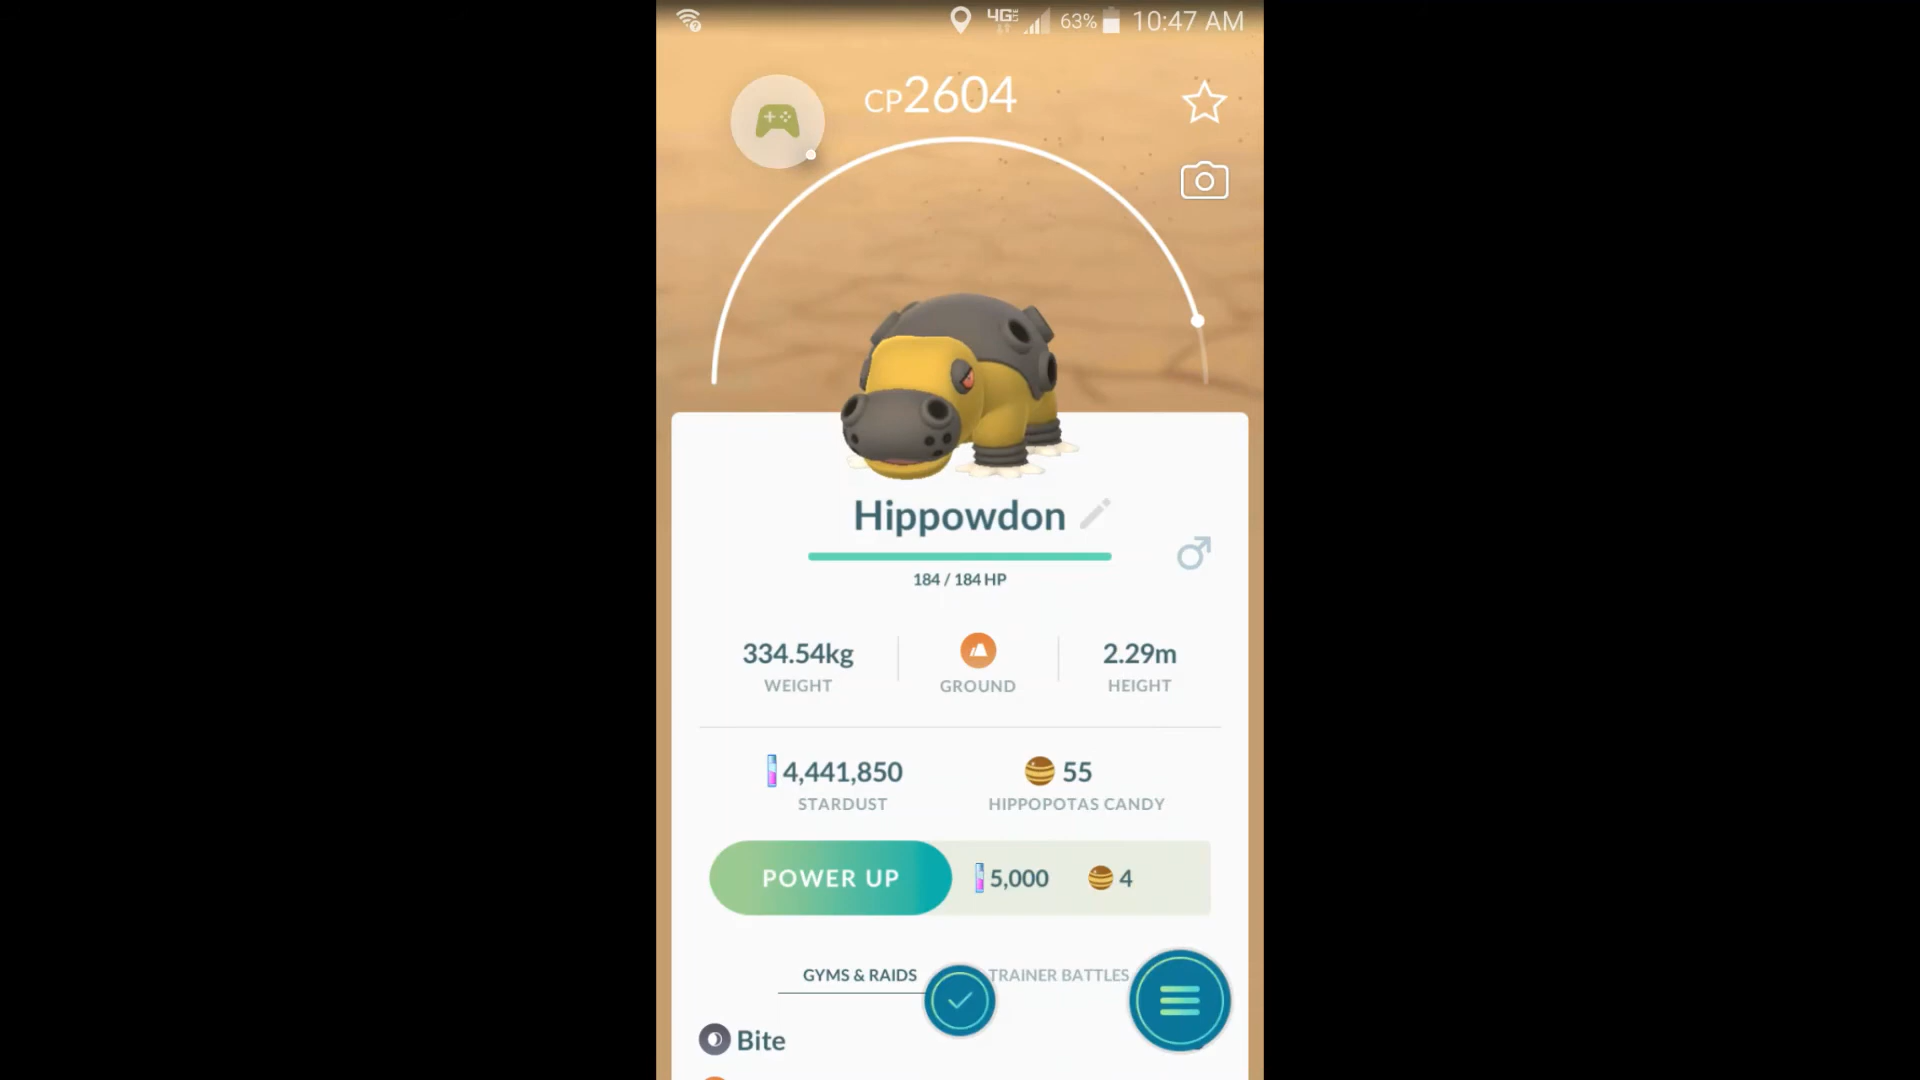 4G LTE 63% 10:47 AM
CP2604
Hippowdon
184 / 184 HP
334.54kg
WEIGHT
GROUND
2.29m
HEIGHT
4,441,850
STARDUST
55
HIPPOPOTAS CANDY
POWER UP 5,000 4
GYMS & RAIDS TRAINER BATTLES
Bite